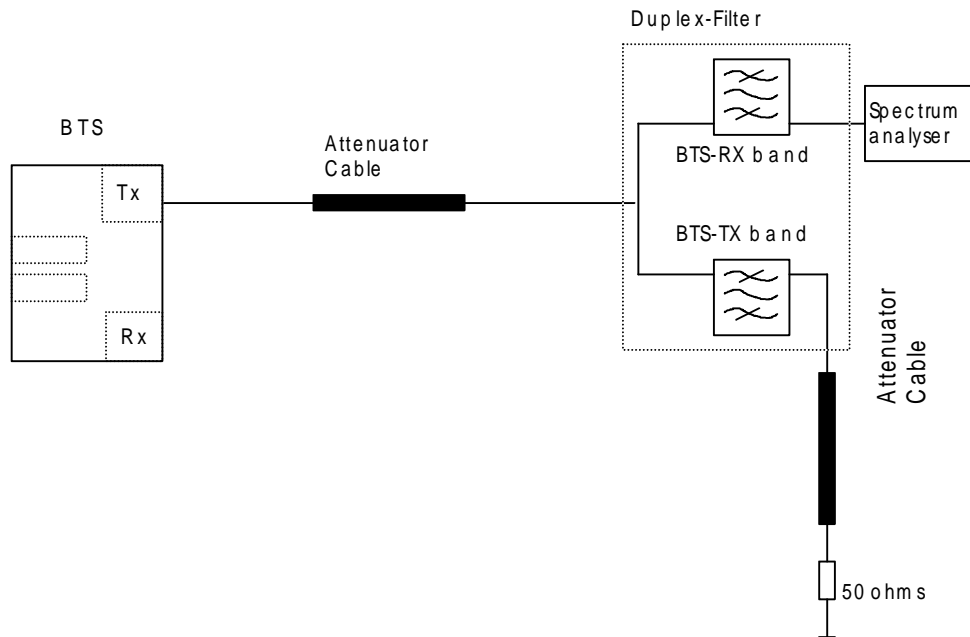 Duplex-Filter
BTS
Tx
Rx
Attenuator
Cable
BTS-RX band
Spectrum
analyser
BTS-TX band
Attenuator
Cable
50 ohms